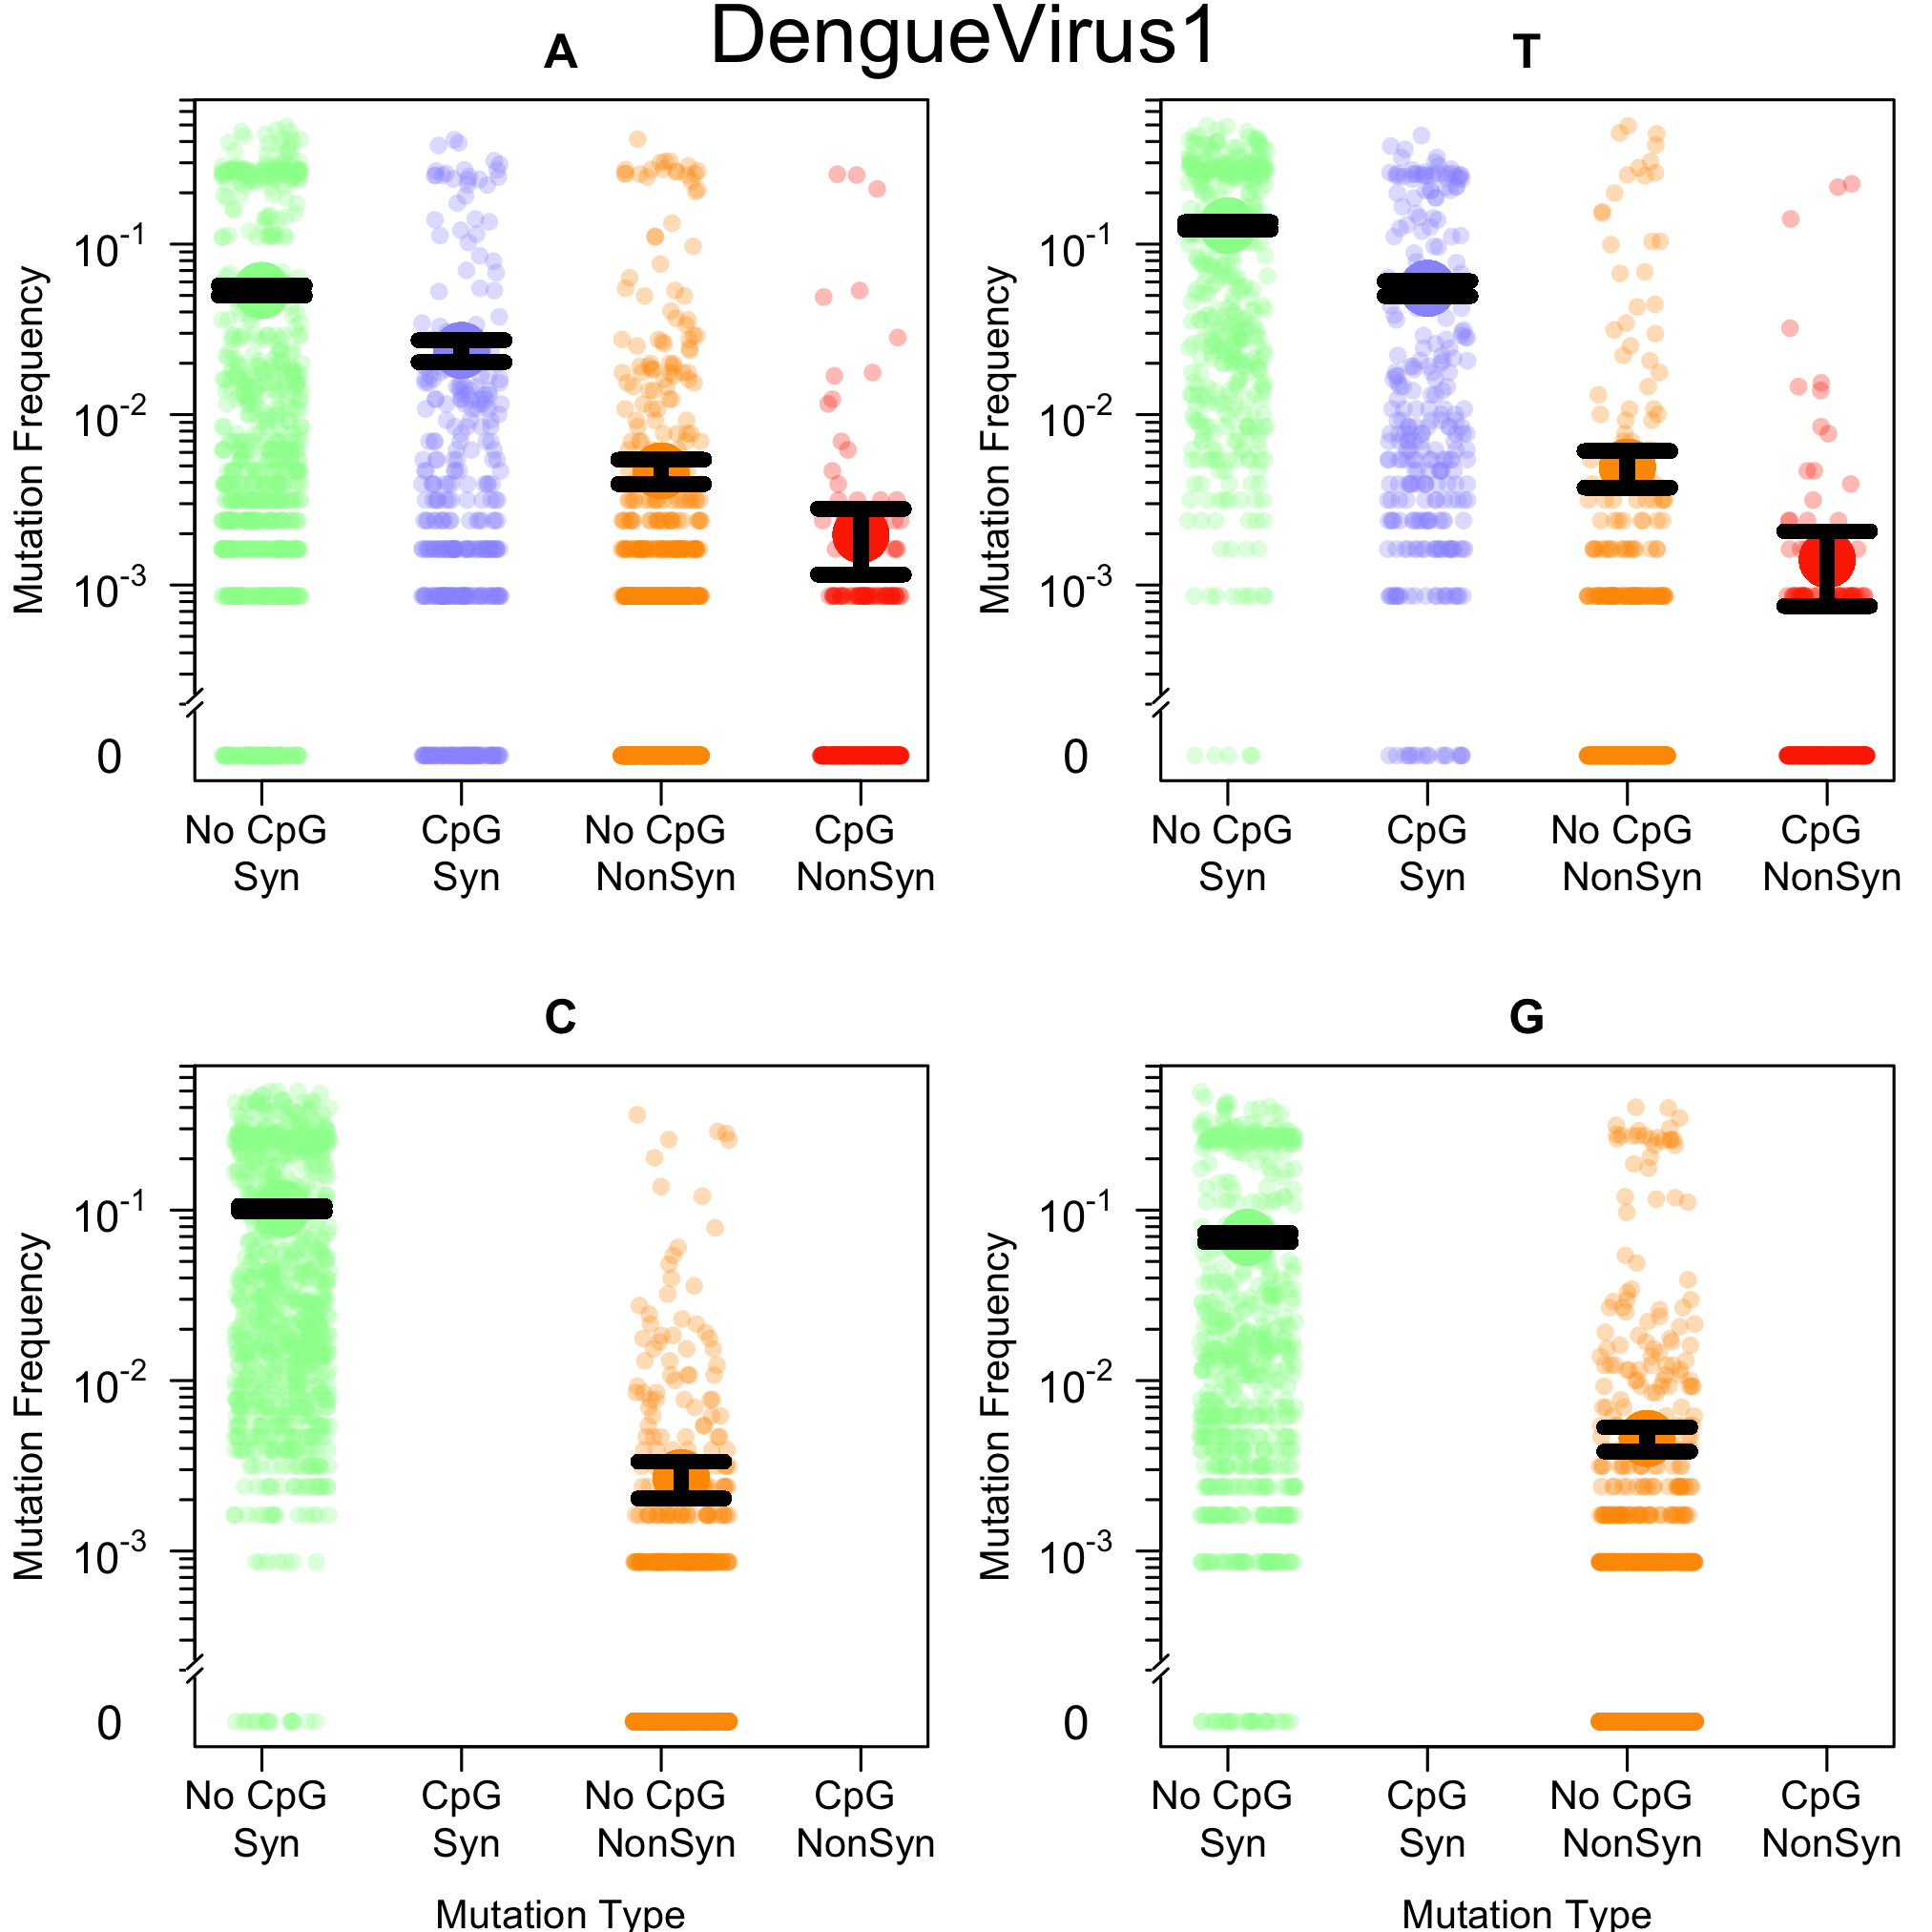 DengueVirus1
A
T
Mutation Frequency
10-1
10-2
10-3
0
No CpG Syn
CpG Syn
No CpG NonSyn
CpG NonSyn
Mutation Frequency
10-1
10-2
10-3
0
No CpG Syn
CpG Syn
No CpG NonSyn
CpG NonSyn
C
G
Mutation Frequency
10-1
10-2
10-3
0
No CpG Syn
CpG Syn
No CpG NonSyn
CpG NonSyn
Mutation Type
Mutation Frequency
10-1
10-2
10-3
0
No CpG Syn
CpG Syn
No CpG NonSyn
CpG NonSyn
Mutation Type